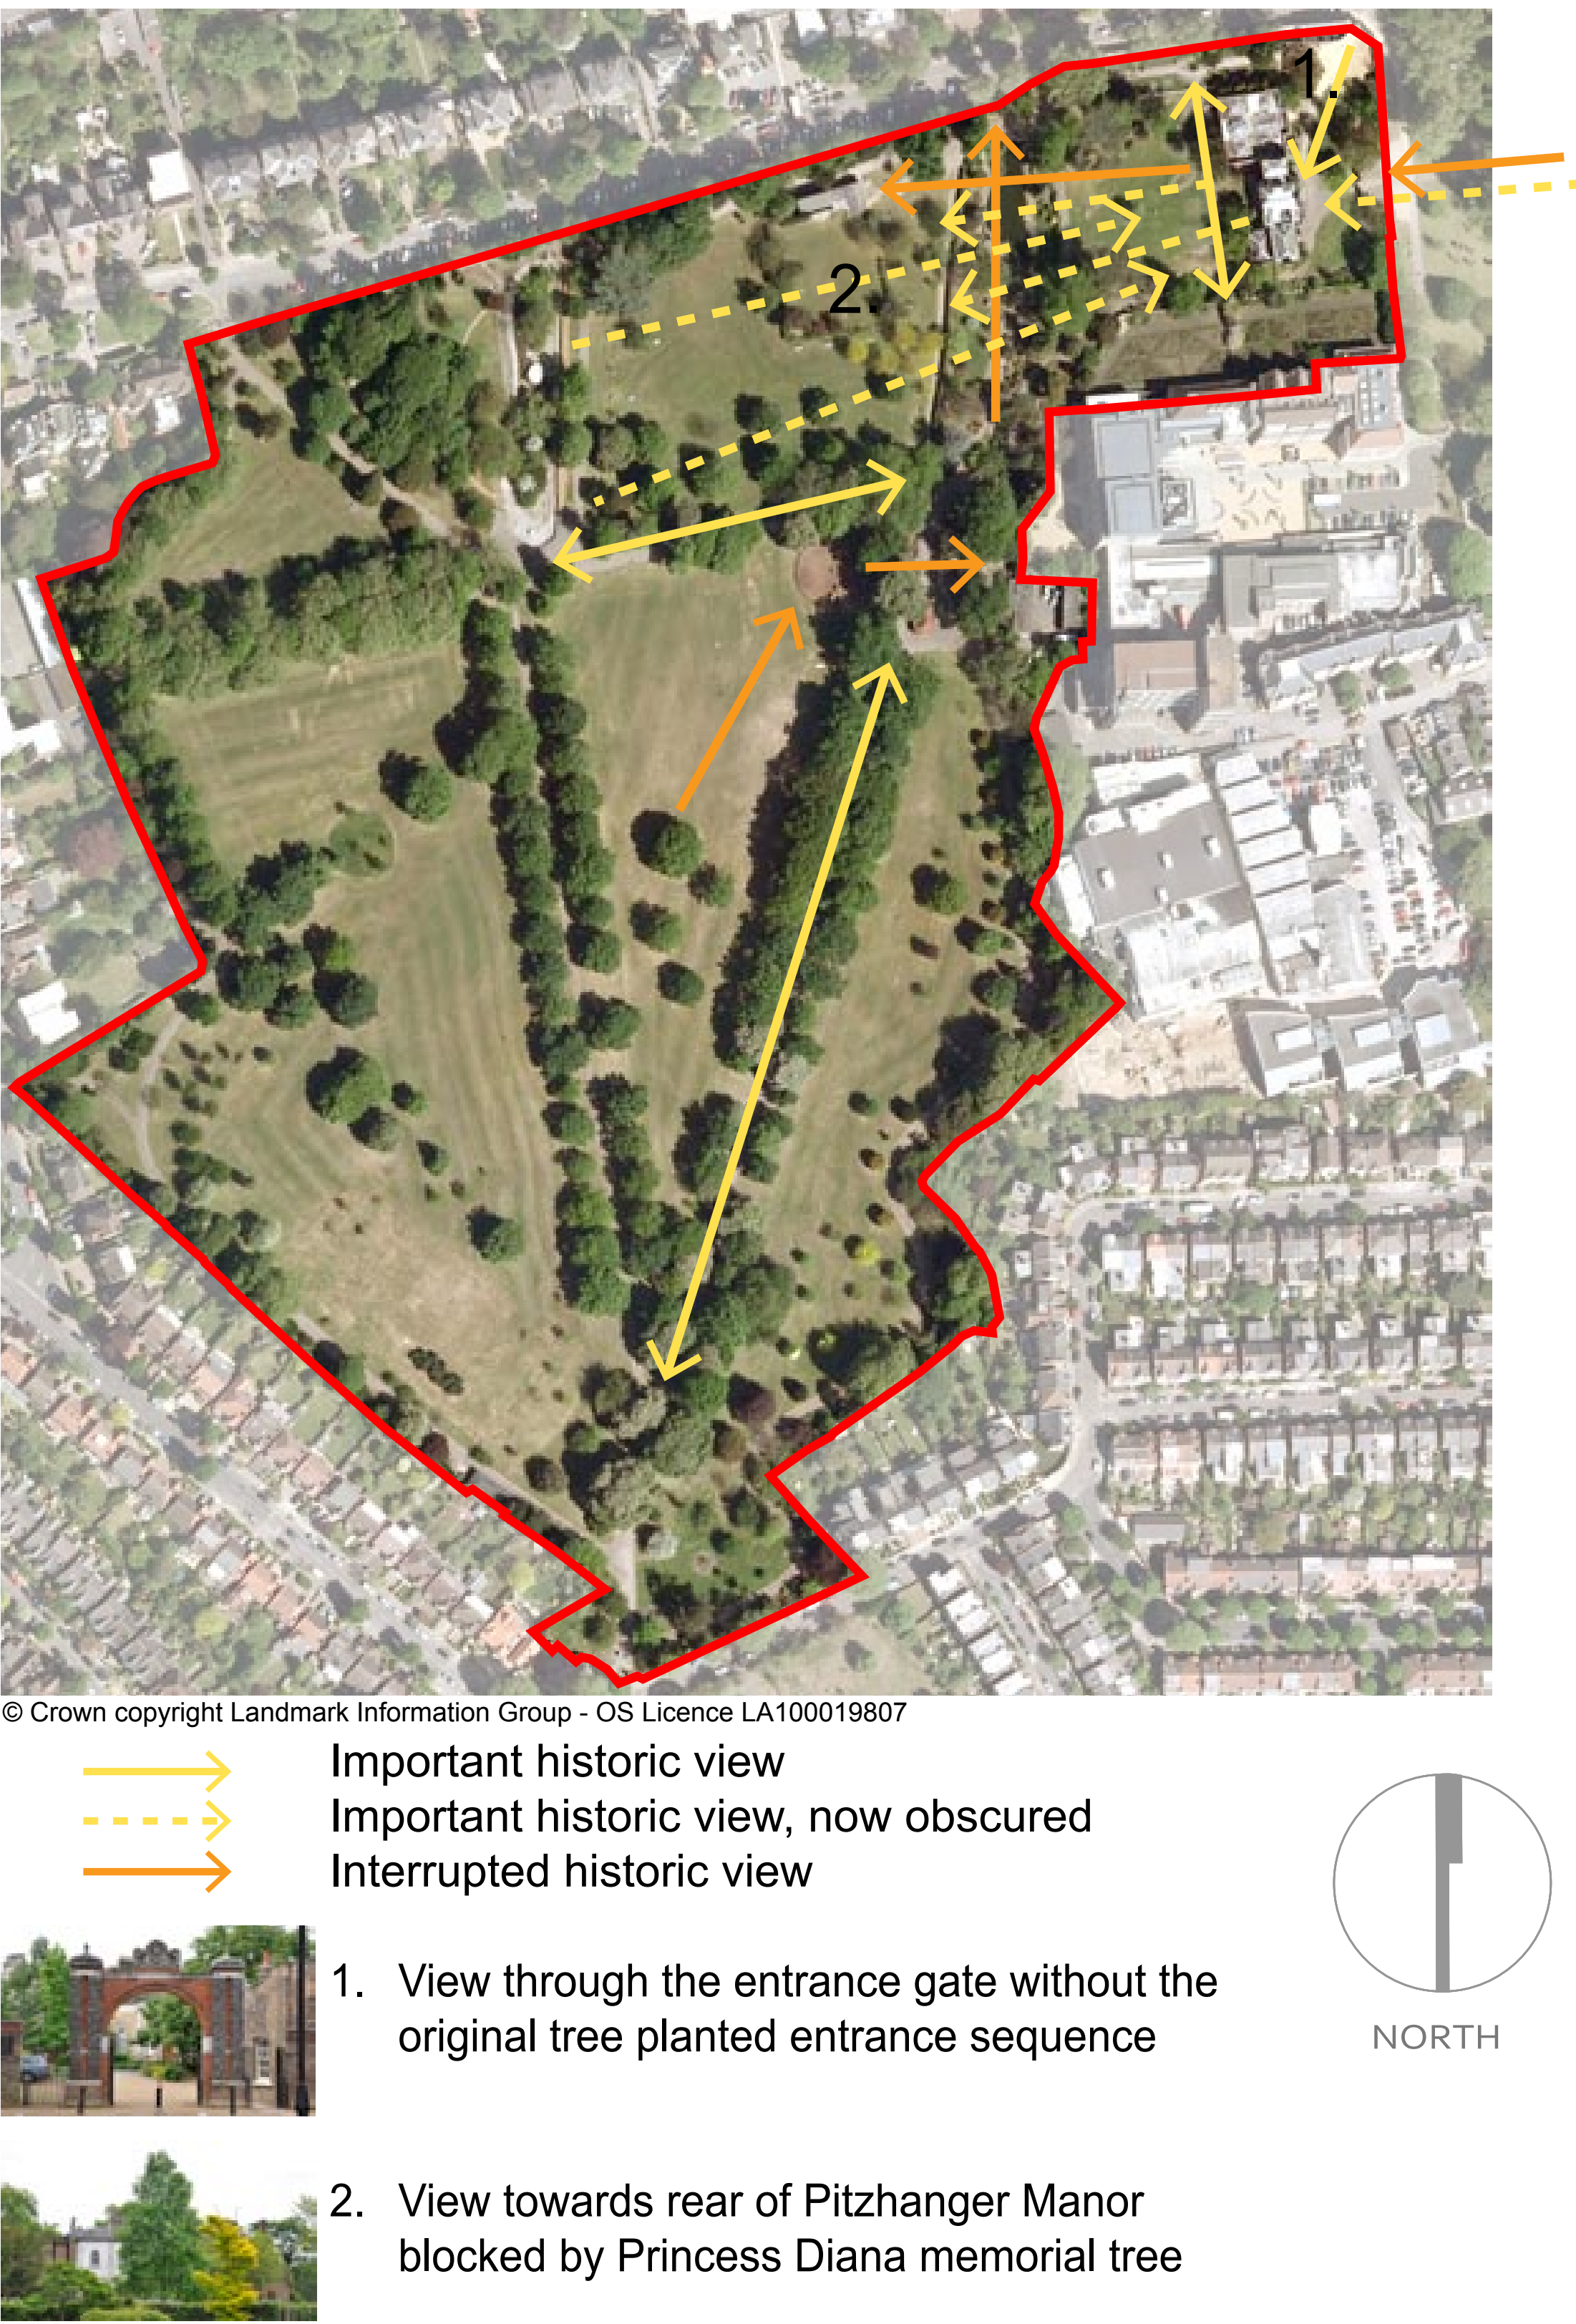 1.
2.
© Crown copyright Landmark Information Group - OS Licence LA100019807
Important historic view
Important historic view, now obscured
Interrupted historic view
1. View through the entrance gate without the
original tree planted entrance sequence
NORTH
2. View towards rear of Pitzhanger Manor
blocked by Princess Diana memorial tree